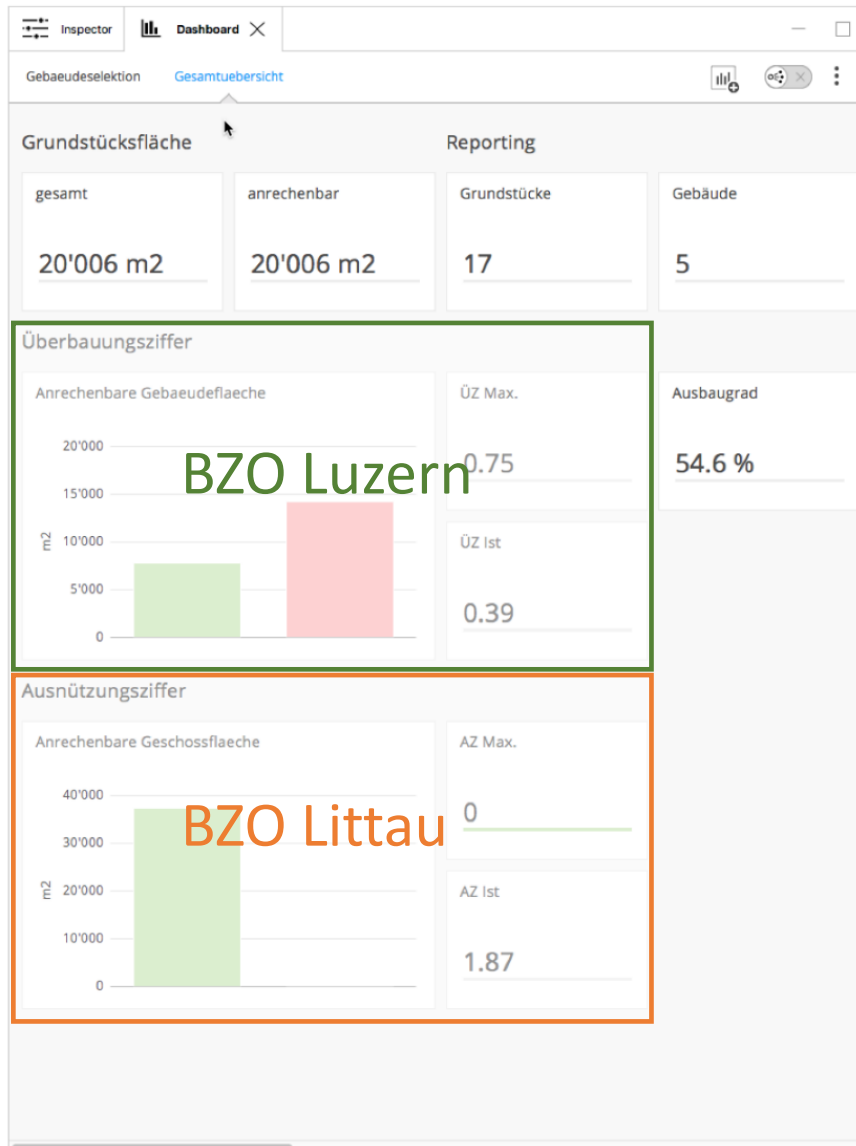 Inspector
Dashboard
Gebaeudeselektion
Gesamtuebersicht
Grundstücksfläche
Reporting
gesamt
anrechenbar
Grundstücke
Gebäude
20'006 m2
20'006 m2
17
5
Überbauungsziffer
Anrechenbare Gebaeudeflaeche
20'000
15'000
10'000
5'000
0
m2
BZO Luzern
ÜZ Max.
0.75
ÜZ Ist
0.39
Ausbaugrad
54.6 %
Ausnützungsziffer
Anrechenbare Geschossflaeche
40'000
30'000
20'000
10'000
0
m2
BZO Littau
AZ Max.
0
AZ Ist
1.87